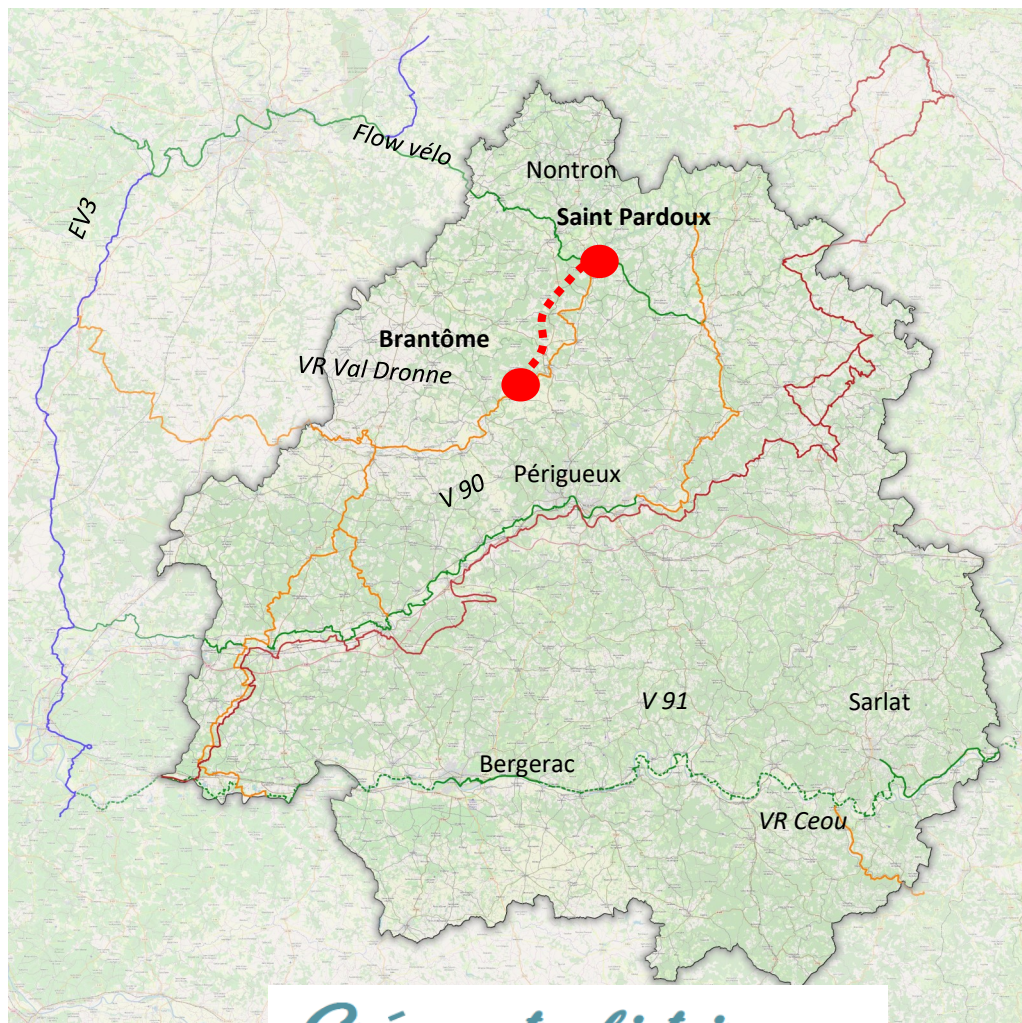 Flow vélo
Nontron
EV3
Saint Pardoux
Brantôme
VR Val Dronne
Périgueux
V 90
V 91
Sarlat
Bergerac
VR Ceou